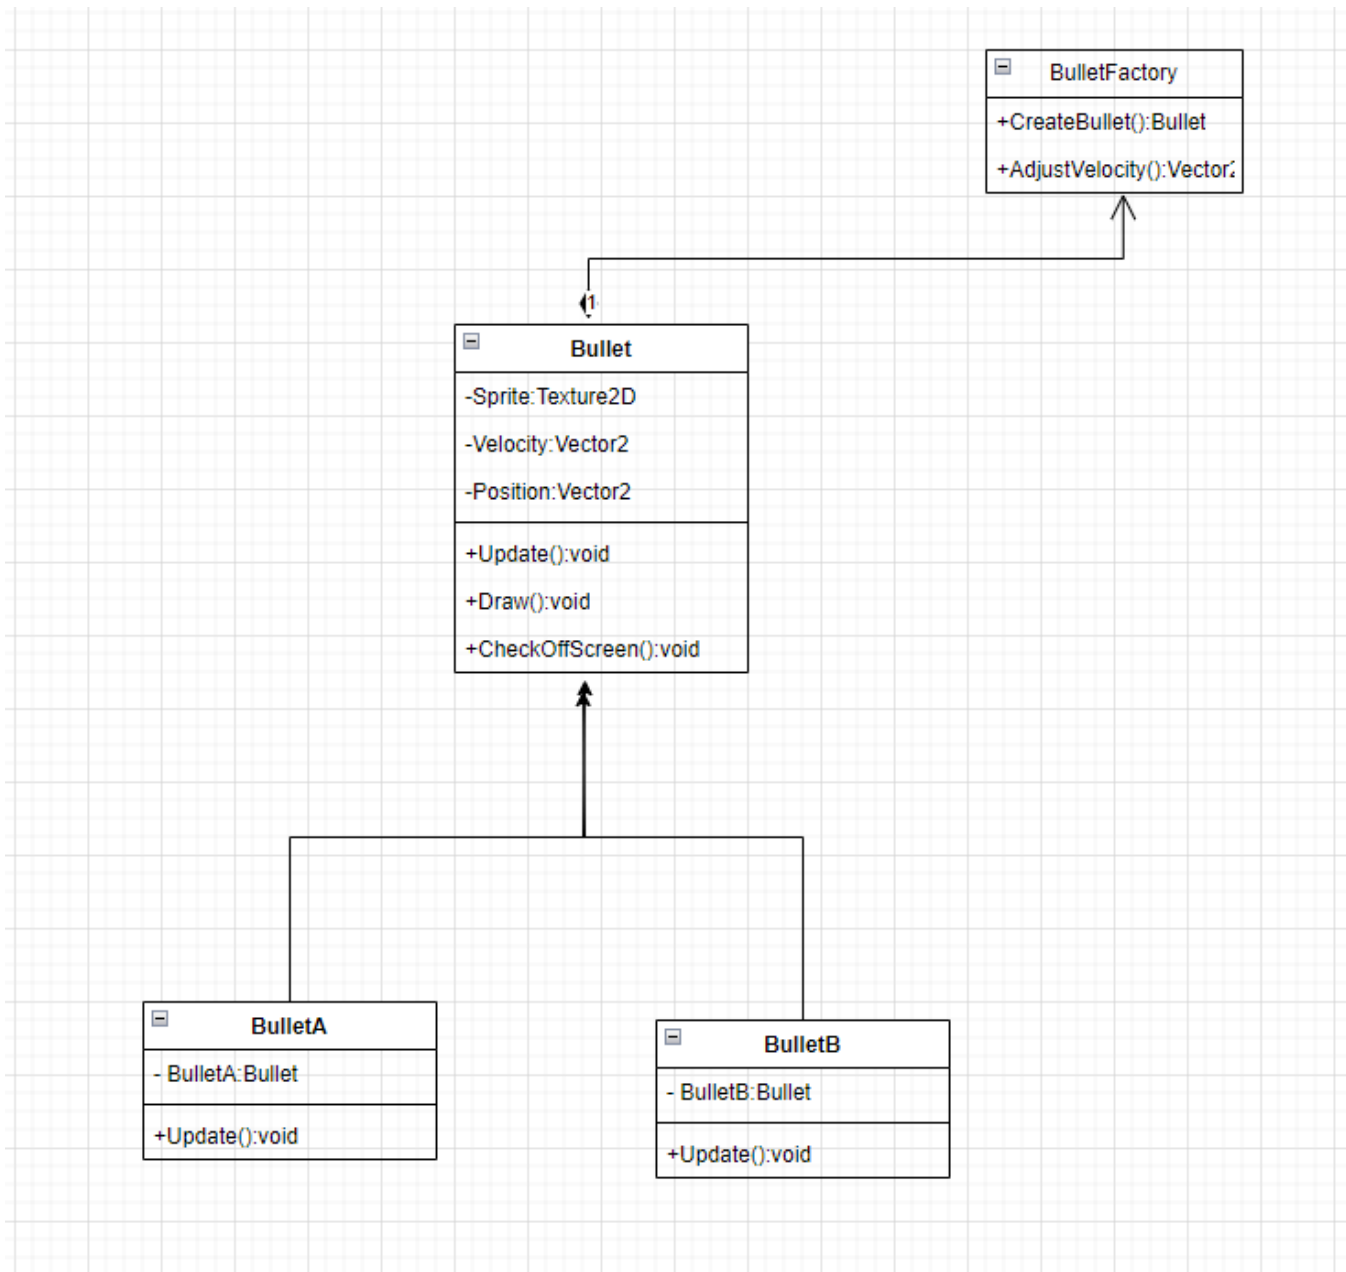 BulletFactory
+CreateBullet():Bullet
+AdjustVelocity():Vector
1
Bullet
-Sprite:Texture2D
-Velocity:Vector2
-Position:Vector2
+Update():void
+Draw():void
+CheckOffScreen():void
BulletA
- BulletA:Bullet
+Update():void
BulletB
- BulletB:Bullet
+Update():void